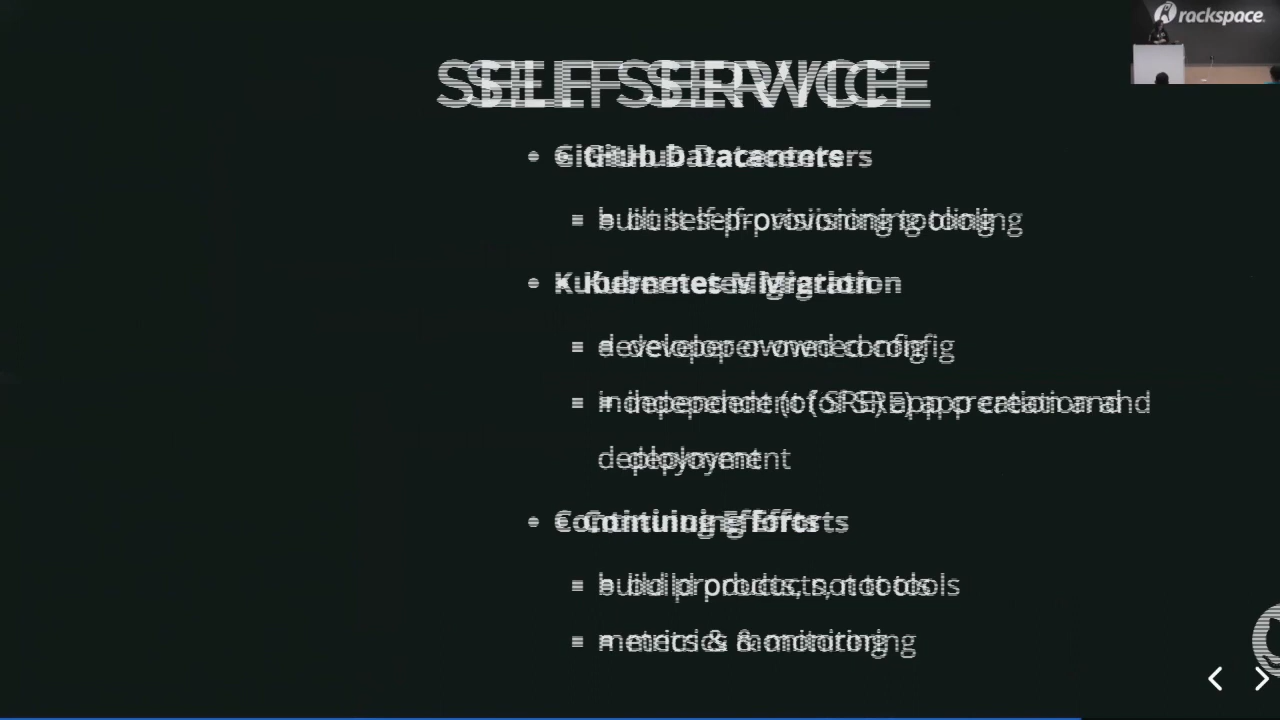 rackspace.
SELF SERVICE
GitHub Datacenters
built self-provisioning tooling
Kubernetes Migration
developer owned config
independent (of SRE) app creation and
deployment
Continuing Efforts
build products, not tools
metrics & monitoring